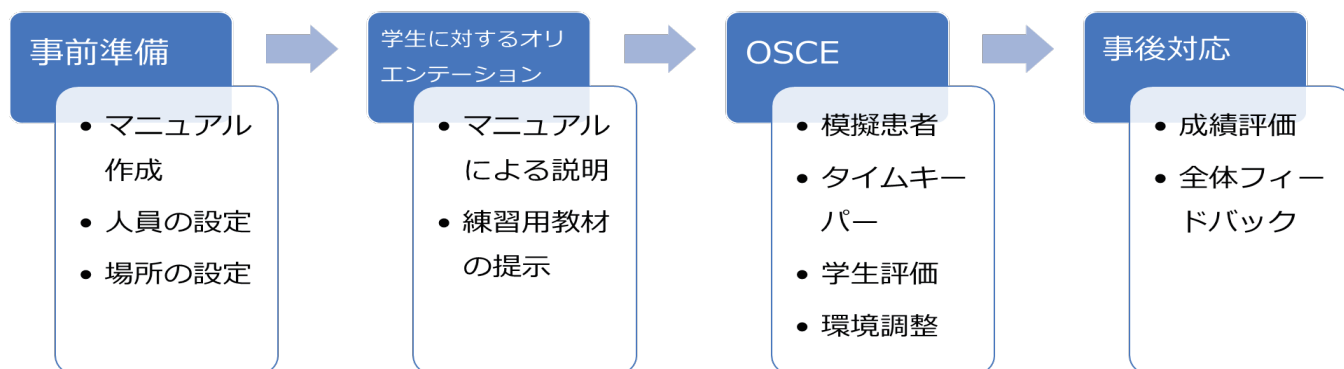 事前準備
• マニュアル
作成
• 人員の設定
• 場所の設定
学生に対するオリ
エンテーション
• マニュアル
による説明
• 練習用教材
の提示
OSCE
• 模擬患者
• タイムキー
パー
• 学生評価
• 環境調整
事後対応
• 成績評価
• 全体フィー
ドバック